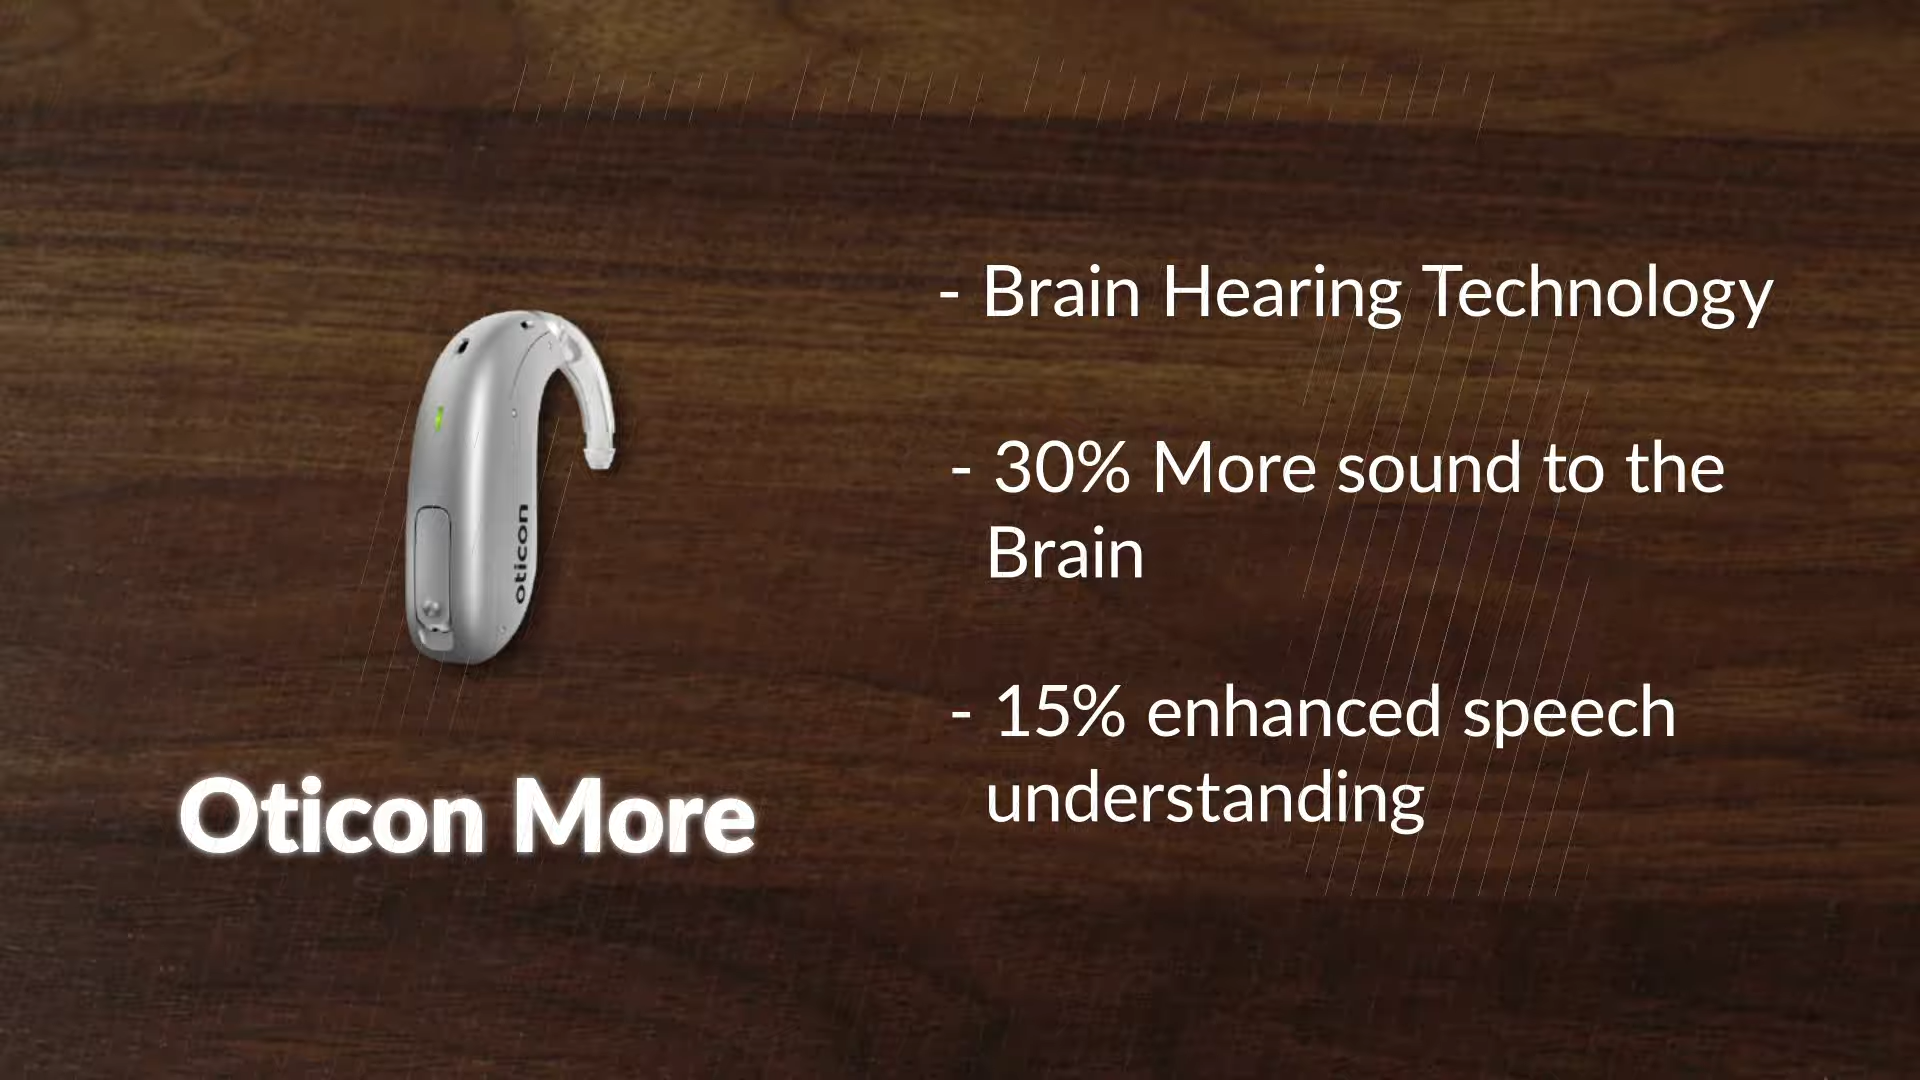 - Brain Hearing Technology
- 30% More sound to the
Brain
oticon
- 15% enhanced speech
understanding
Oticon More